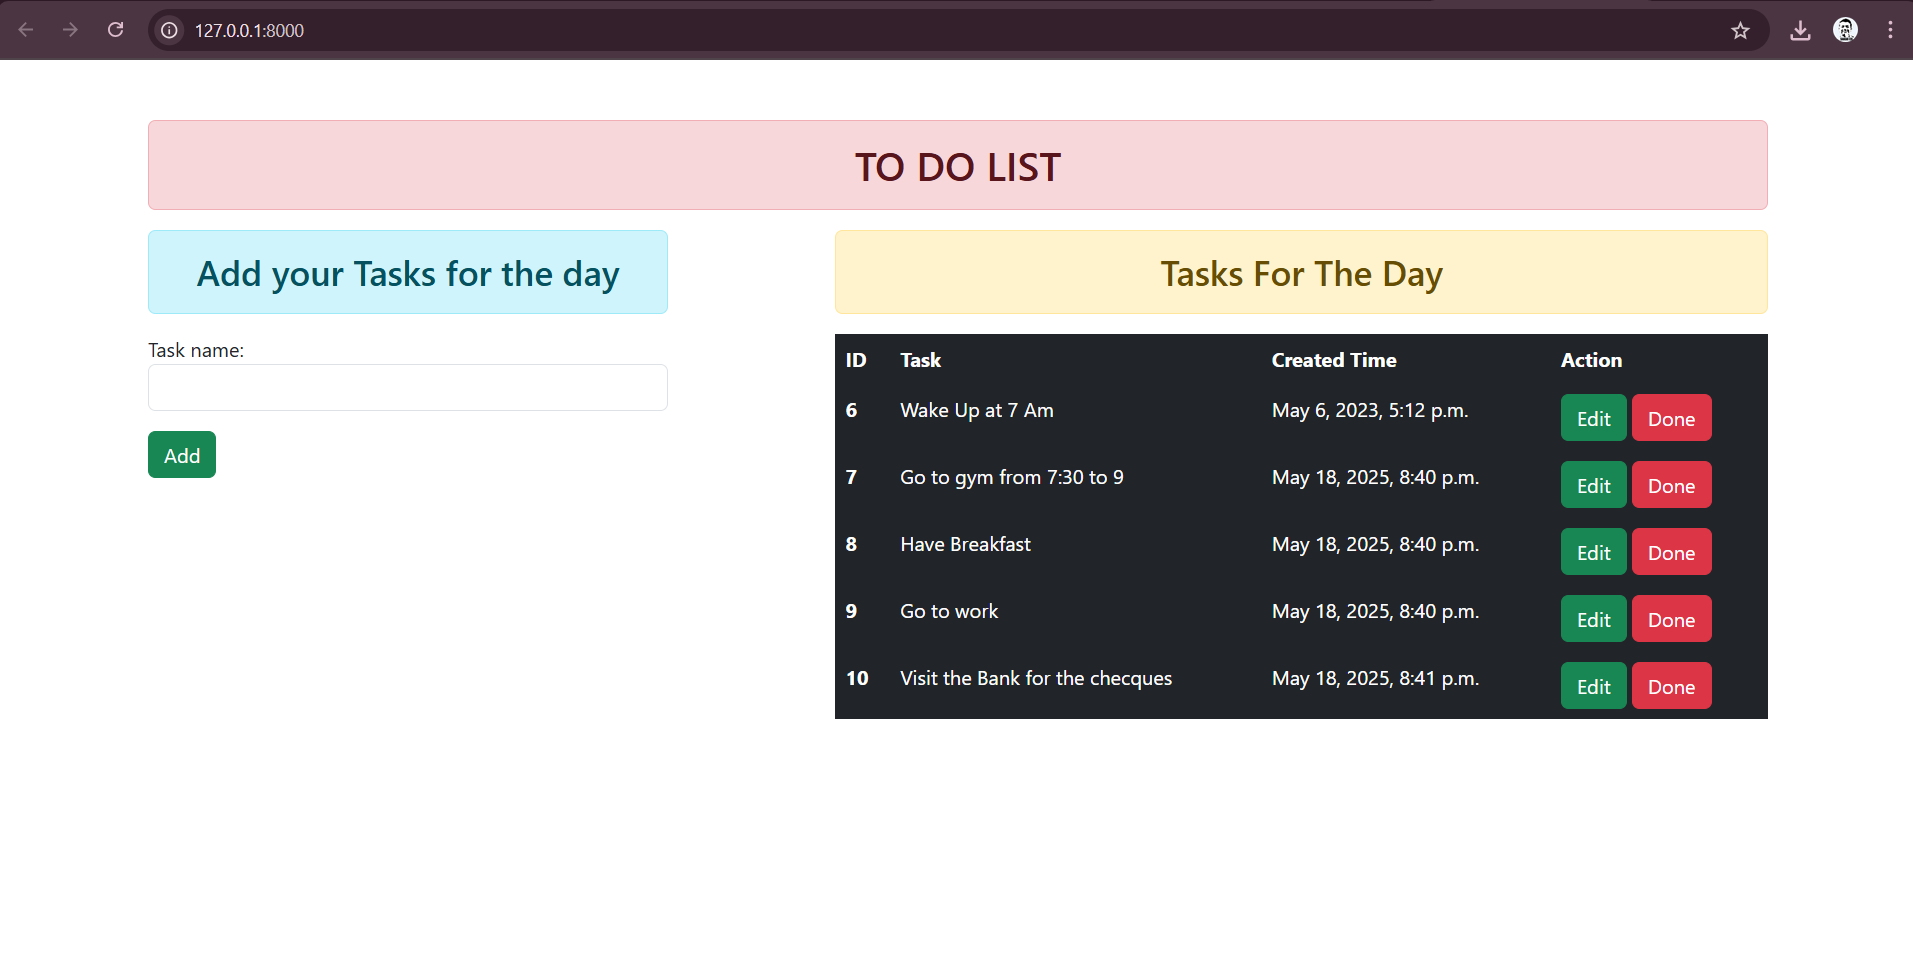 127.0.0.1:8000
TO DO LIST
Add your Tasks for the day
Task name:
Add
Tasks For The Day
ID Task Created Time Action
6 Wake Up at 7 Am May 6, 2023, 5:12 p.m. Edit Done
7 Go to gym from 7:30 to 9 May 18, 2025, 8:40 p.m. Edit Done
8 Have Breakfast May 18, 2025, 8:40 p.m. Edit Done
9 Go to work May 18, 2025, 8:40 p.m. Edit Done
10 Visit the Bank for the checques May 18, 2025, 8:41 p.m. Edit Done